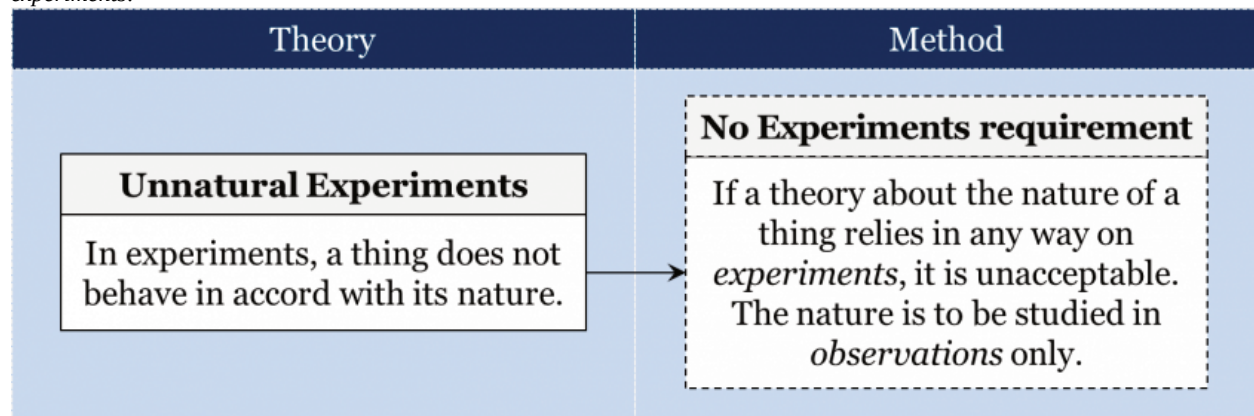 experiments.
Theory
Method
Unnatural Experiments
In experiments, a thing does not
behave in accord with its nature.
No Experiments requirement
If a theory about the nature of a
thing relies in any way on
experiments, it is unacceptable.
The nature is to be studied in
observations only.